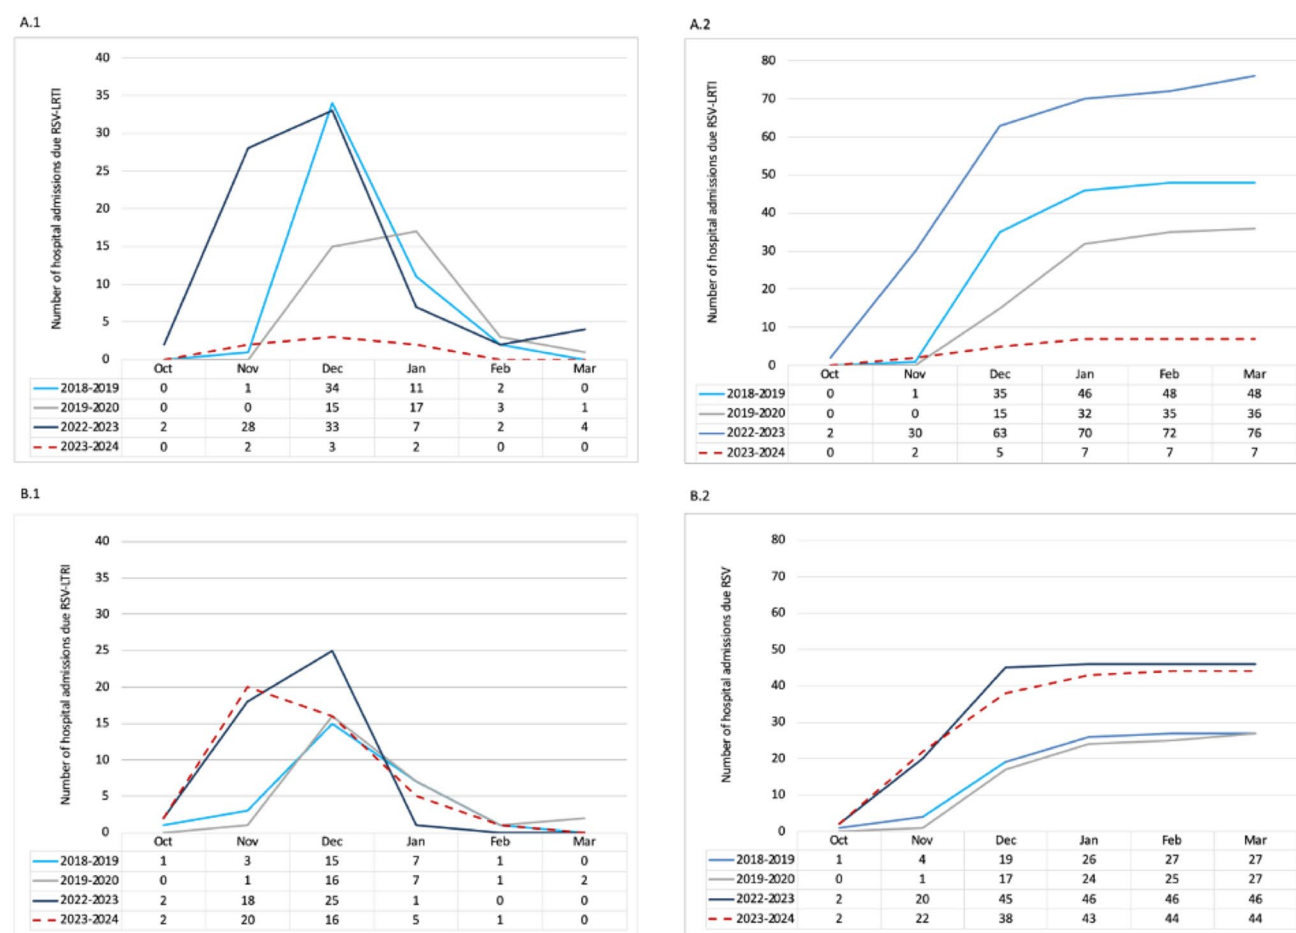 A.1
Number of hospital admissions due RSV-LRTI
40
35
30
25
20
15
10
5
0
Oct Nov Dec Jan Feb Mar
2018-2019 0 1 34 11 2 0
2019-2020 0 0 15 17 3 1
2022-2023 2 28 33 7 2 4
2023-2024 0 2 3 2 0 0
A.2
Number of hospital admissions due RSV-LRTI
80
70
60
50
40
30
20
10
0
Oct Nov Dec Jan Feb Mar
2018-2019 0 1 35 46 48 48
2019-2020 0 0 15 32 35 36
2022-2023 2 30 63 70 72 76
2023-2024 0 2 5 7 7 7
B.1
Number of hospital admissions due RSV-LTRI
40
35
30
25
20
15
10
5
0
Oct Nov Dec Jan Feb Mar
2018-2019 1 3 15 7 1 0
2019-2020 0 1 16 7 1 2
2022-2023 2 18 25 1 0 0
2023-2024 2 20 16 5 1 0
B.2
Number of hospital admissions due RSV
80
70
60
50
40
30
20
10
0
Oct Nov Dec Jan Feb Mar
2018-2019 1 4 19 26 27 27
2019-2020 0 1 17 24 25 27
2022-2023 2 20 45 46 46 46
2023-2024 2 22 38 43 44 44